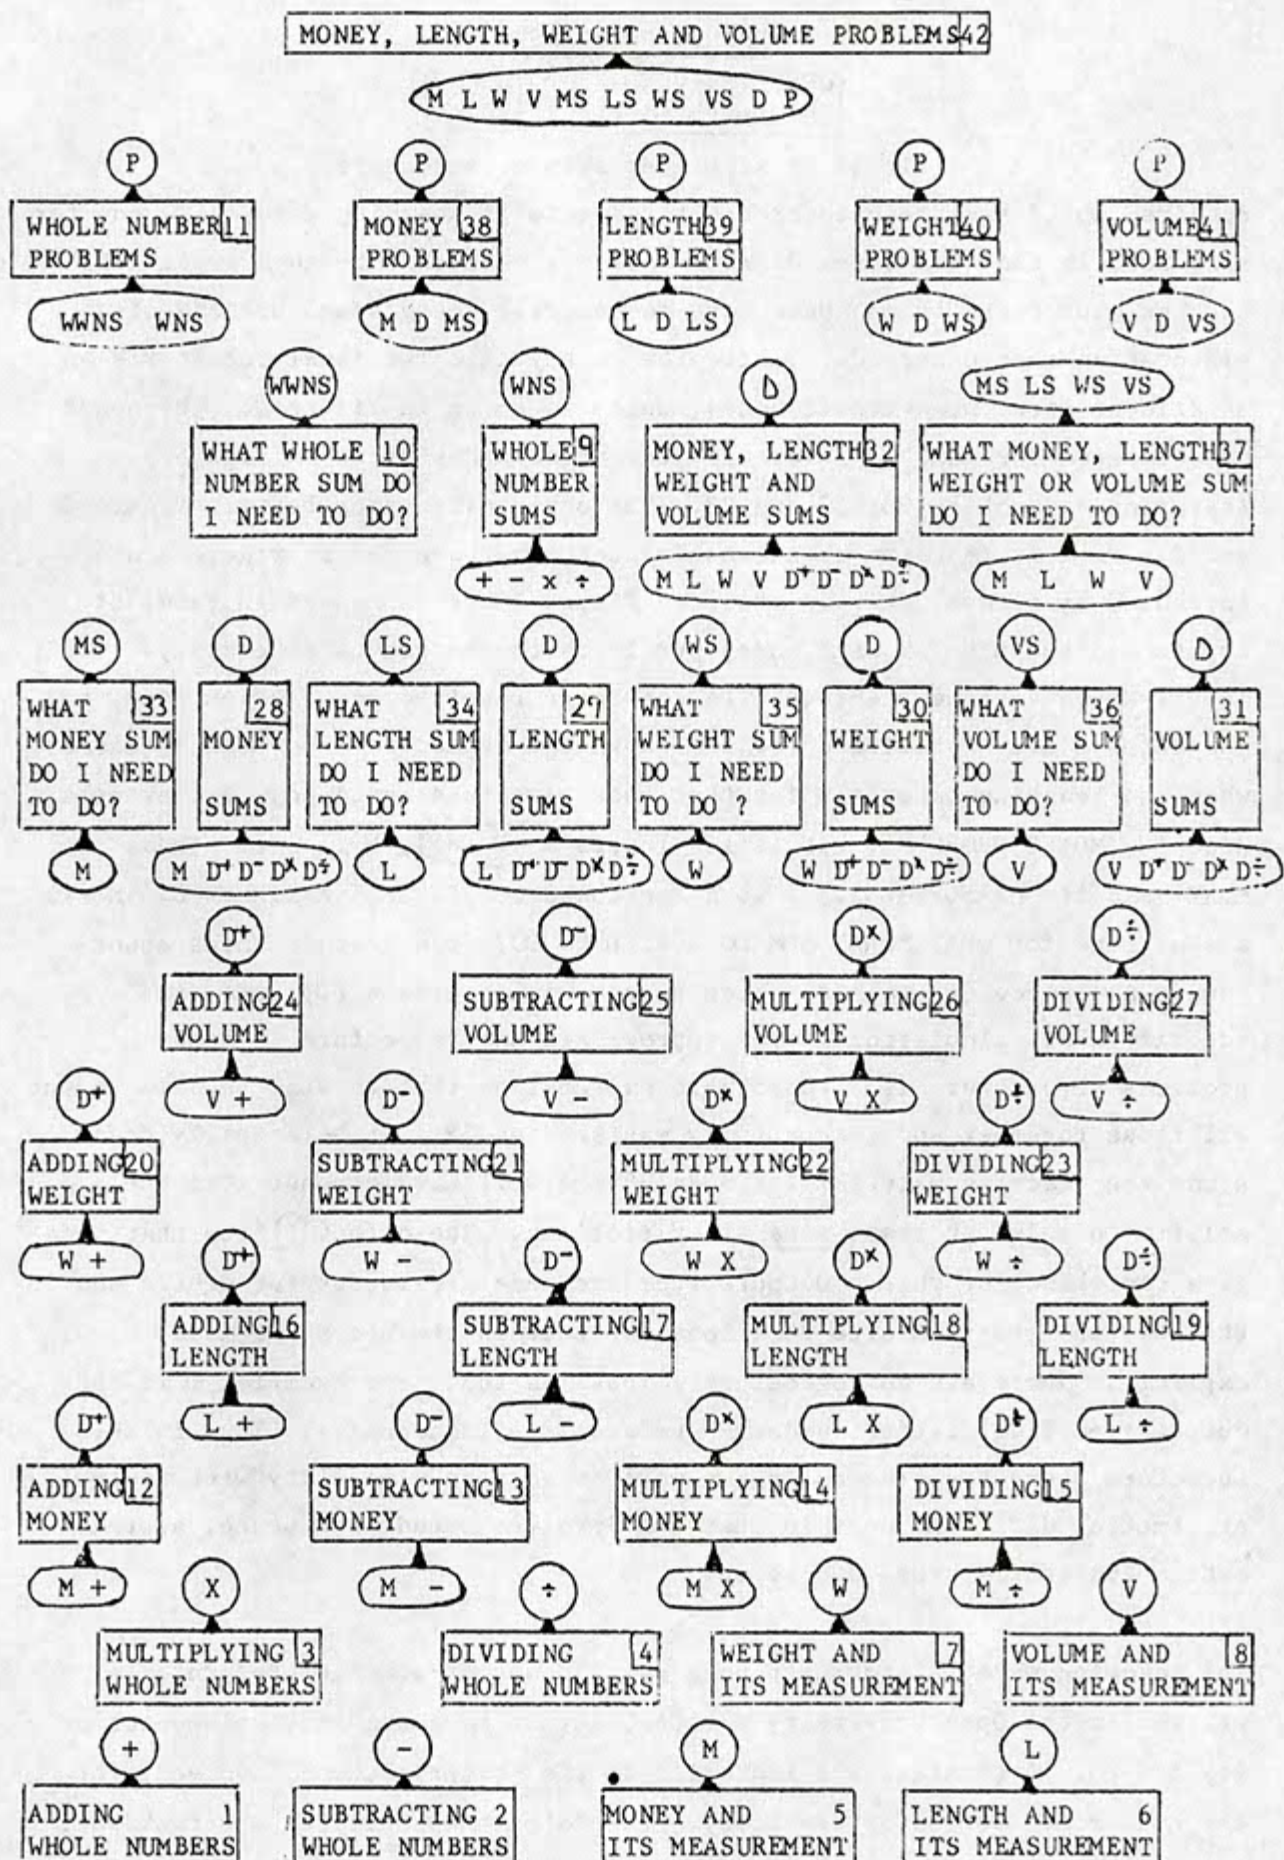 MONEY, LENGTH, WEIGHT AND VOLUME PROBLEMS 42
M L W V MS LS WS VS D P
P P P P P
WHOLE NUMBER 11 MONEY 38 LENGTH 39 WEIGHT 40 VOLUME 41
PROBLEMS PROBLEMS PROBLEMS PROBLEMS PROBLEMS
WWNS WNS M D MS L D LS W D WS V D VS
WWNS WNS D MS LS WS VS
WHAT WHOLE 10 WHOLE 9 MONEY, LENGTH 32 WHAT MONEY, LENGTH 37
NUMBER SUM DO NUMBER WEIGHT AND WEIGHT OR VOLUME SUM
I NEED TO DO? SUMS VOLUME SUMS DO I NEED TO DO?
+ - x ÷ M L W V D+ D- Dx D÷ M L W V
MS D LS D WS D VS D
WHAT 33 28 WHAT 34 29 WHAT 35 30 WHAT 36 31
MONEY SUM MONEY LENGTH SUM LENGTH WEIGHT SUM WEIGHT VOLUME SUM VOLUME
DO I NEED DO I NEED DO I NEED DO I NEED
TO DO? SUMS TO DO? SUMS TO DO? SUMS TO DO? SUMS
M M D+ D- Dx D÷ L L D+ D- Dx D÷ W W D+ D- Dx D÷ V V D+ D- Dx D÷
D+ D- Dx D÷
ADDING 24 SUBTRACTING 25 MULTIPLYING 26 DIVIDING 27
VOLUME VOLUME VOLUME VOLUME
V + V - V X V ÷
D+ D- Dx D÷
ADDING 20 SUBTRACTING 21 MULTIPLYING 22 DIVIDING 23
WEIGHT WEIGHT WEIGHT WEIGHT
W + W - W X W ÷
D+ D- Dx D÷
ADDING 16 SUBTRACTING 17 MULTIPLYING 18 DIVIDING 19
LENGTH LENGTH LENGTH LENGTH
L + L - L X L ÷
D+ D- Dx D÷
ADDING 12 SUBTRACTING 13 MULTIPLYING 14 DIVIDING 15
MONEY MONEY MONEY MONEY
M + M - M X M ÷
X ÷ W V
MULTIPLYING 3 DIVIDING 4 WEIGHT AND 7 VOLUME AND 8
WHOLE NUMBERS WHOLE NUMBERS ITS MEASUREMENT ITS MEASUREMENT
+ - M L
ADDING 1 SUBTRACTING 2 MONEY AND 5 LENGTH AND 6
WHOLE NUMBERS WHOLE NUMBERS ITS MEASUREMENT ITS MEASUREMENT